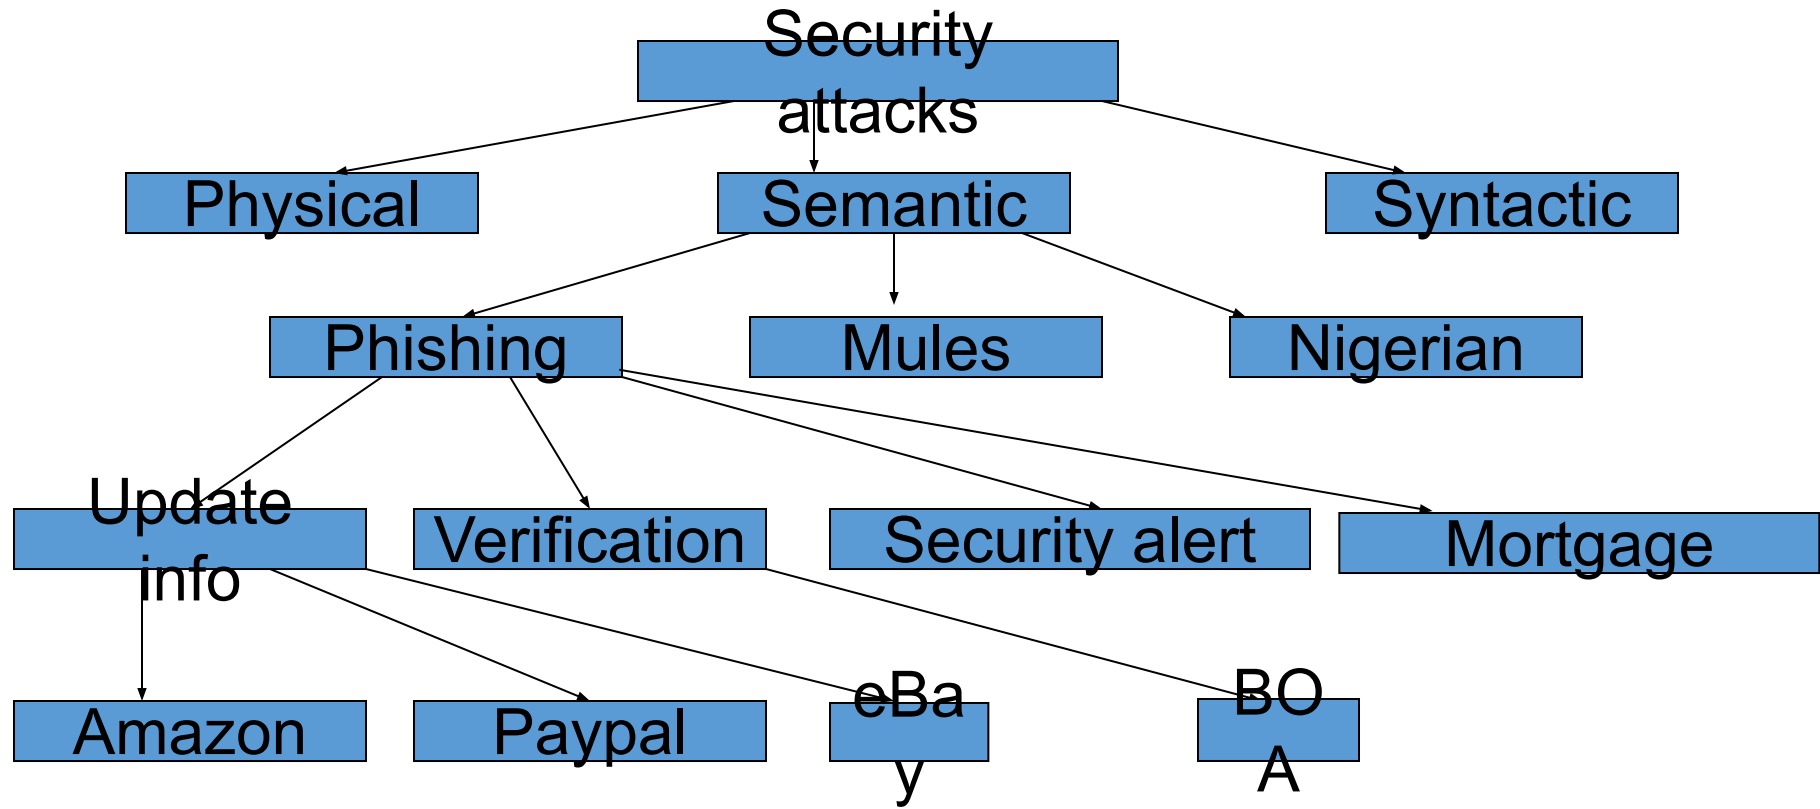 Security
attacks
Physical
Semantic
Syntactic
Phishing
Mules
Nigerian
Update
info
Verification
Security alert
Mortgage
Amazon
Paypal
eBa
y
BO
A